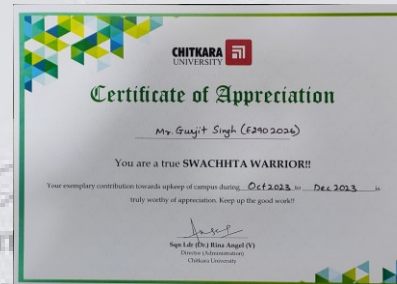 CHITKARA
UNIVERSITY
Certificate of Appreciation
Mr. Gurjit Singh (E2902026)
You are a true SWACHHTA WARRIOR!!
Your exemplary contribution towards upkeep of campus during Oct 2023 to Dec 2023 is
truly worthy of appreciation. Keep up the good work!!
Sqn Ldr (Dr.) Rina Angel (V)
Director (Administration)
Chitkara University